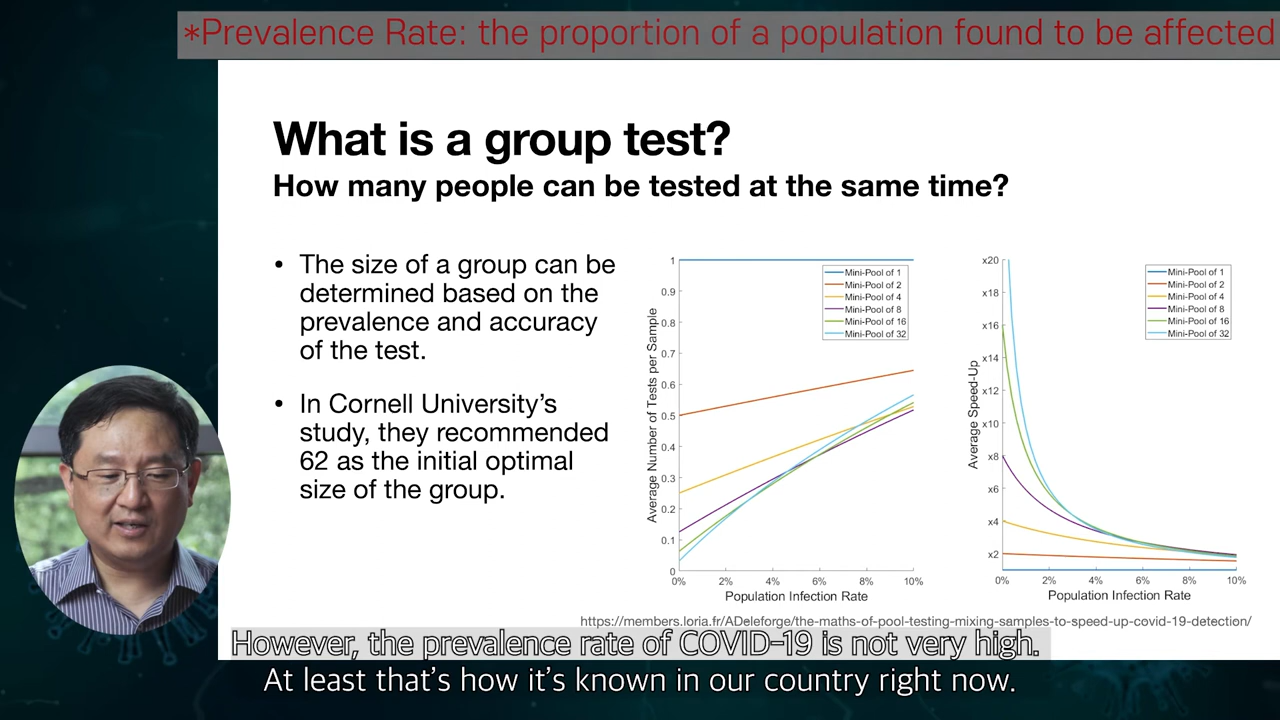 *Prevalence Rate: the proportion of a population found to be affected
What is a group test?
How many people can be tested at the same time?
• The size of a group can be
determined based on the
prevalence and accuracy
of the test.
• In Cornell University's
study, they recommended
62 as the initial optimal
size of the group.
Average Number of Tests per Sample
1
0.9
0.8
0.7
0.6
0.5
0.4
0.3
0.2
0.1
0
0% 2% 4% 6% 8% 10%
Population Infection Rate
Mini-Pool of 1
Mini-Pool of 2
Mini-Pool of 4
Mini-Pool of 8
Mini-Pool of 16
Mini-Pool of 32
Average Speed-Up
x20
x18
x16
x14
x12
x10
x8
x6
x4
x2
0% 2% 4% 6% 8% 10%
Population Infection Rate
Mini-Pool of 1
Mini-Pool of 2
Mini-Pool of 4
Mini-Pool of 8
Mini-Pool of 16
Mini-Pool of 32
https://members.loria.fr/ADeleforge/the-maths-of-pool-testing-mixing-samples-to-speed-up-covid-19-detection/
However, the prevalence rate of COVID-19 is not very high.
At least that's how it's known in our country right now.